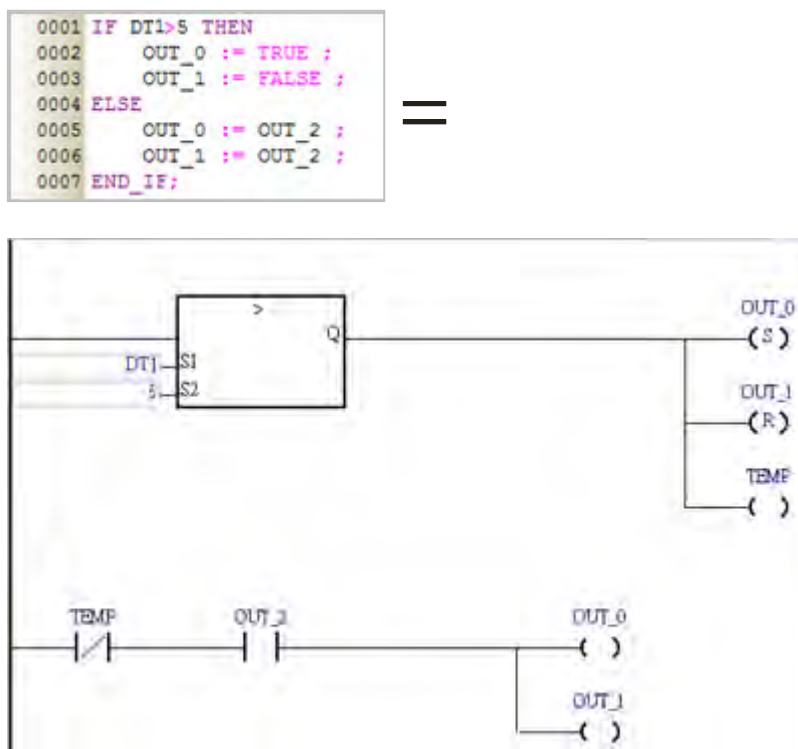 0001 IF DT1>5 THEN
0002 OUT_0 := TRUE ;
0003 OUT_1 := FALSE ;
0004 ELSE
0005 OUT_0 := OUT_2 ;
0006 OUT_1 := OUT_2 ;
0007 END_IF;
=
>
OUT_0
Q
(S)
DT1 S1
5 S2
OUT_1
(R)
TEMP
( )
TEMP OUT_2 OUT_0
( )
OUT_1
( )